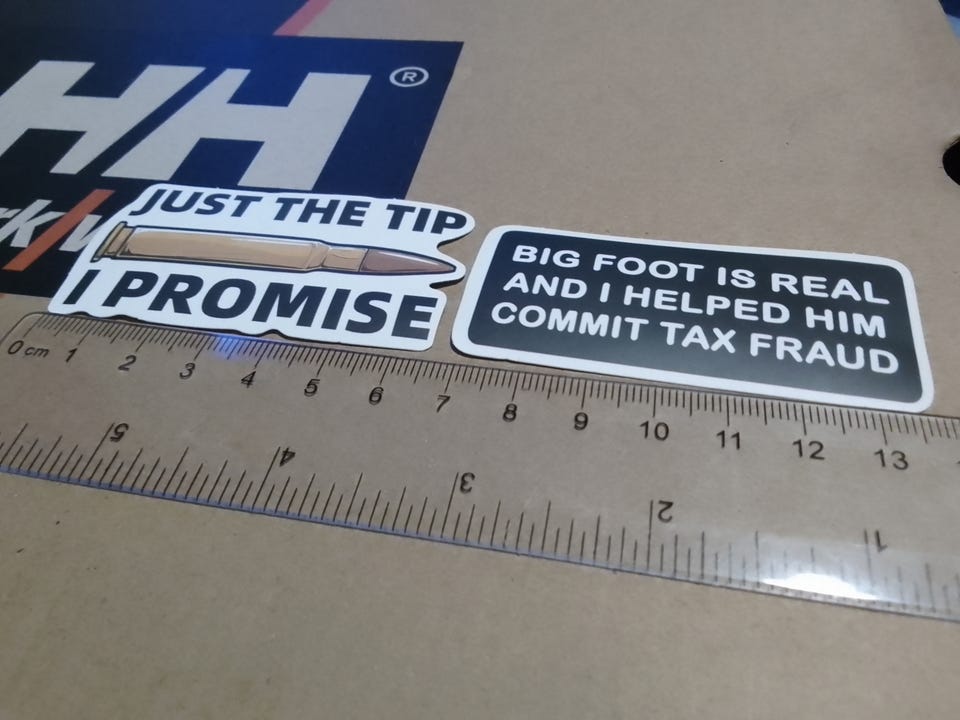 HH®
rk/w
JUST THE TIP
I PROMISE
BIG FOOT IS REAL
AND I HELPED HIM
COMMIT TAX FRAUD
0 cm 1 2 3 4 5 6 7 8 9 10 11 12 13
5 4 3 2 1